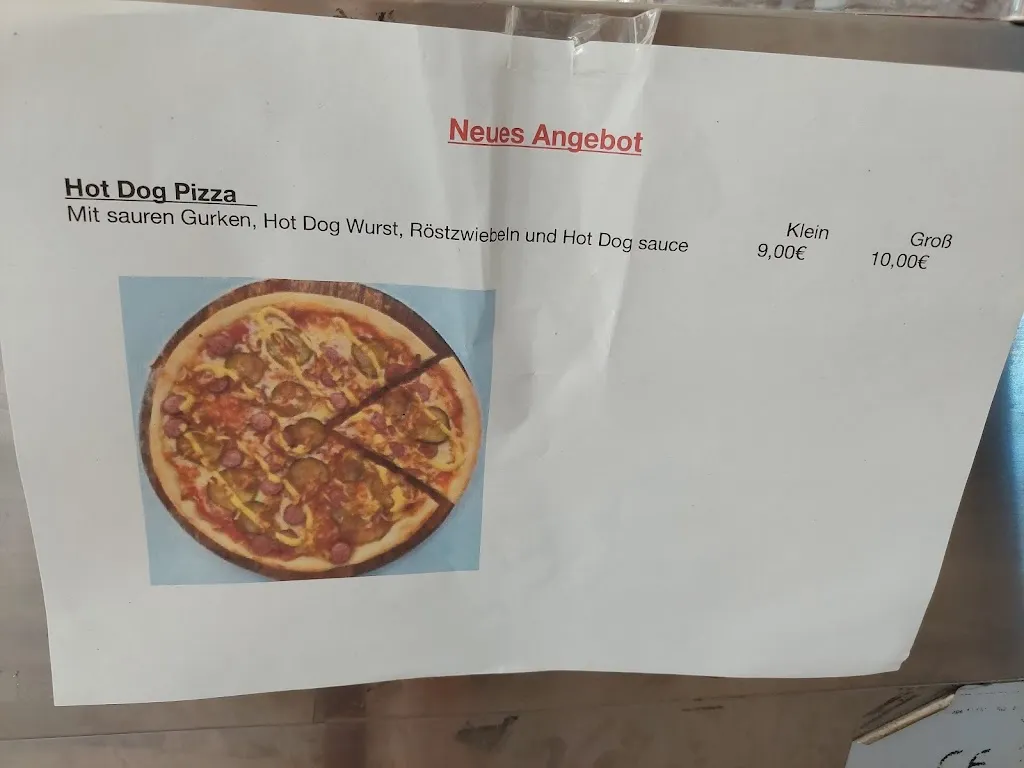 Neues Angebot
Hot Dog Pizza
Mit sauren Gurken, Hot Dog Wurst, Röstzwiebeln und Hot Dog sauce
Klein Groß
9,00€ 10,00€
CE